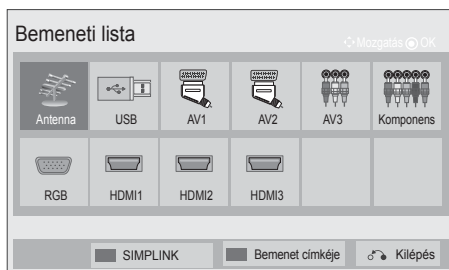 Bemeneti lista
Mozgatás OK
Antenna USB AV1 AV2 AV3 Komponens
RGB HDMI1 HDMI2 HDMI3
SIMPLINK Bemenet címkéje Kilépés